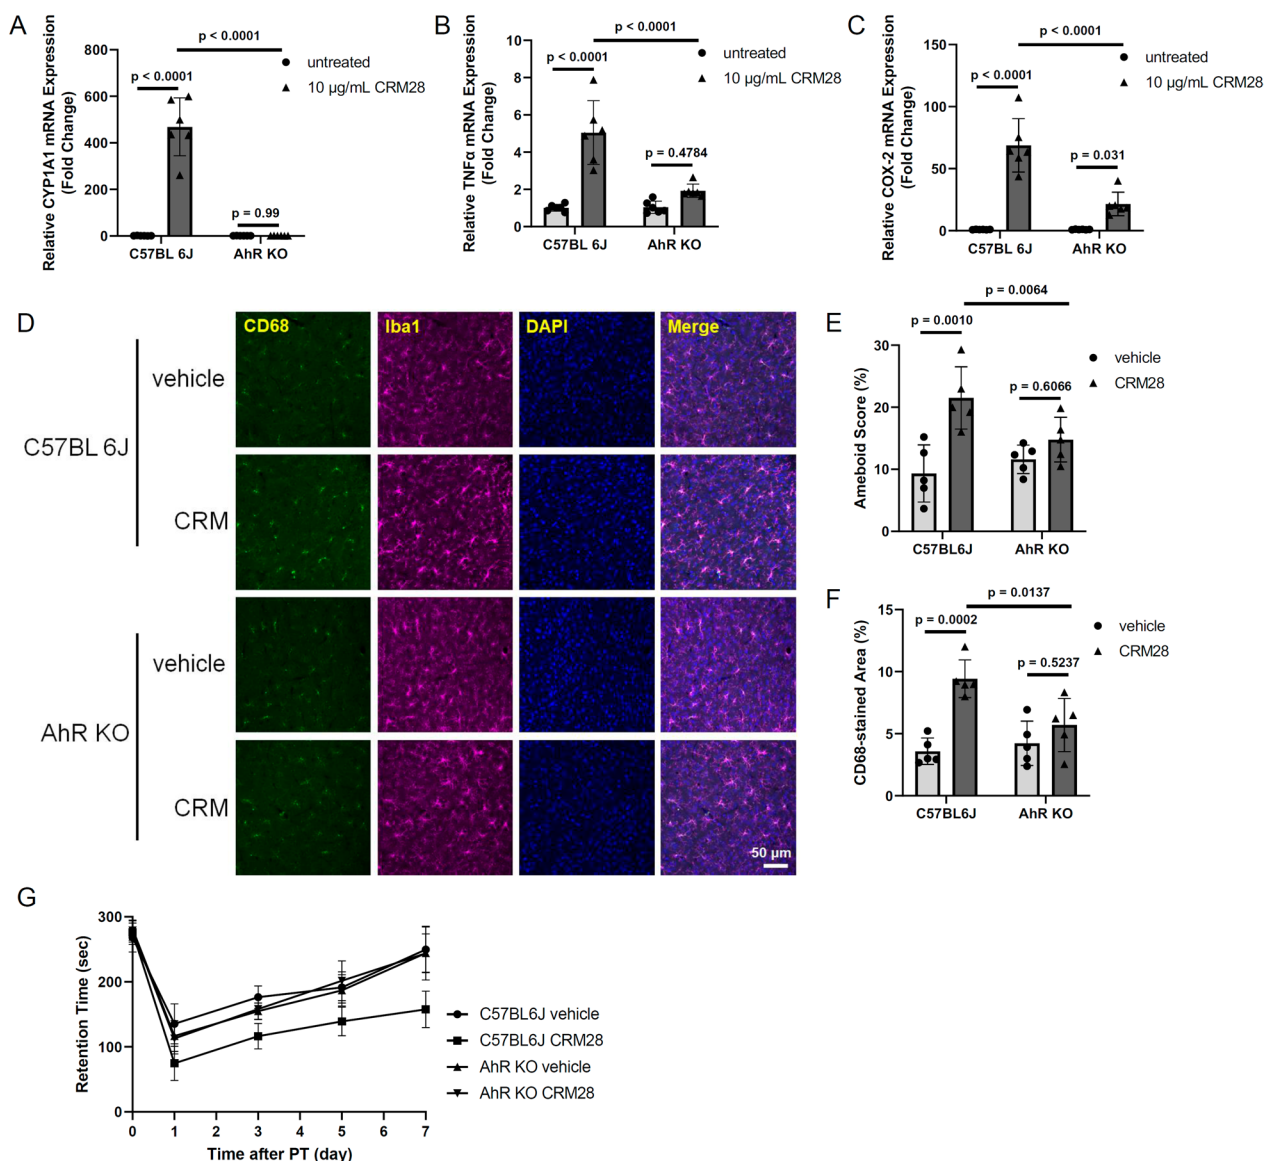 A
Relative CYP1A1 mRNA Expression
(Fold Change)
800
600
400
200
0
p < 0.0001
p < 0.0001
p = 0.99
C57BL 6J
AhR KO
untreated
10 µg/mL CRM28
B
Relative TNFα mRNA Expression
(Fold Change)
10
8
6
4
2
0
p < 0.0001
p < 0.0001
p = 0.4784
C57BL 6J
AhR KO
untreated
10 µg/mL CRM28
C
Relative COX-2 mRNA Expression
(Fold Change)
150
100
50
0
p < 0.0001
p < 0.0001
p = 0.031
C57BL 6J
AhR KO
untreated
10 µg/mL CRM28
D
CD68
Iba1
DAPI
Merge
C57BL 6J
vehicle
CRM
AhR KO
vehicle
CRM
50 µm
E
Ameboid Score (%)
30
20
10
0
p = 0.0064
p = 0.0010
p = 0.6066
C57BL6J
AhR KO
vehicle
CRM28
F
CD68-stained Area (%)
15
10
5
0
p = 0.0137
p = 0.0002
p = 0.5237
C57BL6J
AhR KO
vehicle
CRM28
G
Retention Time (sec)
300
200
100
0
0
1
2
3
4
5
6
7
Time after PT (day)
C57BL6J vehicle
C57BL6J CRM28
AhR KO vehicle
AhR KO CRM28